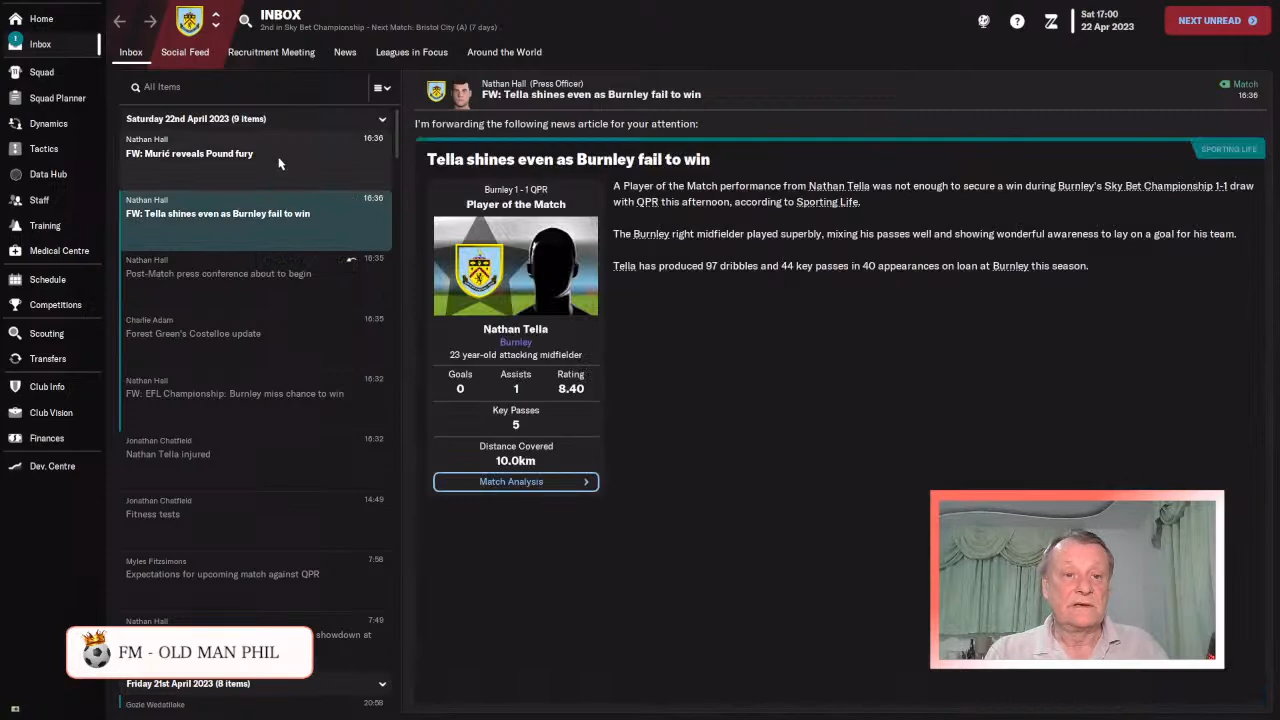 Home
1
Inbox
Squad
Squad Planner
Dynamics
Tactics
Data Hub
Staff
Training
Medical Centre
Schedule
Competitions
Scouting
Transfers
Club Info
Club Vision
Finances
Dev. Centre
INBOX
2nd in Sky Bet Championship - Next Match: Bristol City (A) (7 days)
?
Sat 17:00
22 Apr 2023
NEXT UNREAD
Inbox
Social Feed
Recruitment Meeting
News
Leagues in Focus
Around the World
All Items
Saturday 22nd April 2023 (9 items)
Nathan Hall 16:36
FW: Murić reveals Pound fury
Nathan Hall 16:36
FW: Tella shines even as Burnley fail to win
Nathan Hall 16:35
Post-Match press conference about to begin
Charlie Adam 16:35
Forest Green's Costelloe update
Nathan Hall 16:32
FW: EFL Championship: Burnley miss chance to win
Jonathan Chatfield 16:32
Nathan Tella injured
Jonathan Chatfield 14:49
Fitness tests
Myles Fitzsimons 7:58
Expectations for upcoming match against QPR
Nathan Hall 7:49
showdown at
Friday 21st April 2023 (8 items)
Gozie Wedatilake 20:58
FM - OLD MAN PHIL
Nathan Hall (Press Officer)
FW: Tella shines even as Burnley fail to win
Match
16:36
I'm forwarding the following news article for your attention:
SPORTING LIFE
Tella shines even as Burnley fail to win
Burnley 1 - 1 QPR
Player of the Match
Nathan Tella
Burnley
23 year-old attacking midfielder
Goals Assists Rating
0 1 8.40
Key Passes
5
Distance Covered
10.0km
Match Analysis
A Player of the Match performance from Nathan Tella was not enough to secure a win during Burnley's Sky Bet Championship 1-1 draw
with QPR this afternoon, according to Sporting Life.
The Burnley right midfielder played superbly, mixing his passes well and showing wonderful awareness to lay on a goal for his team.
Tella has produced 97 dribbles and 44 key passes in 40 appearances on loan at Burnley this season.